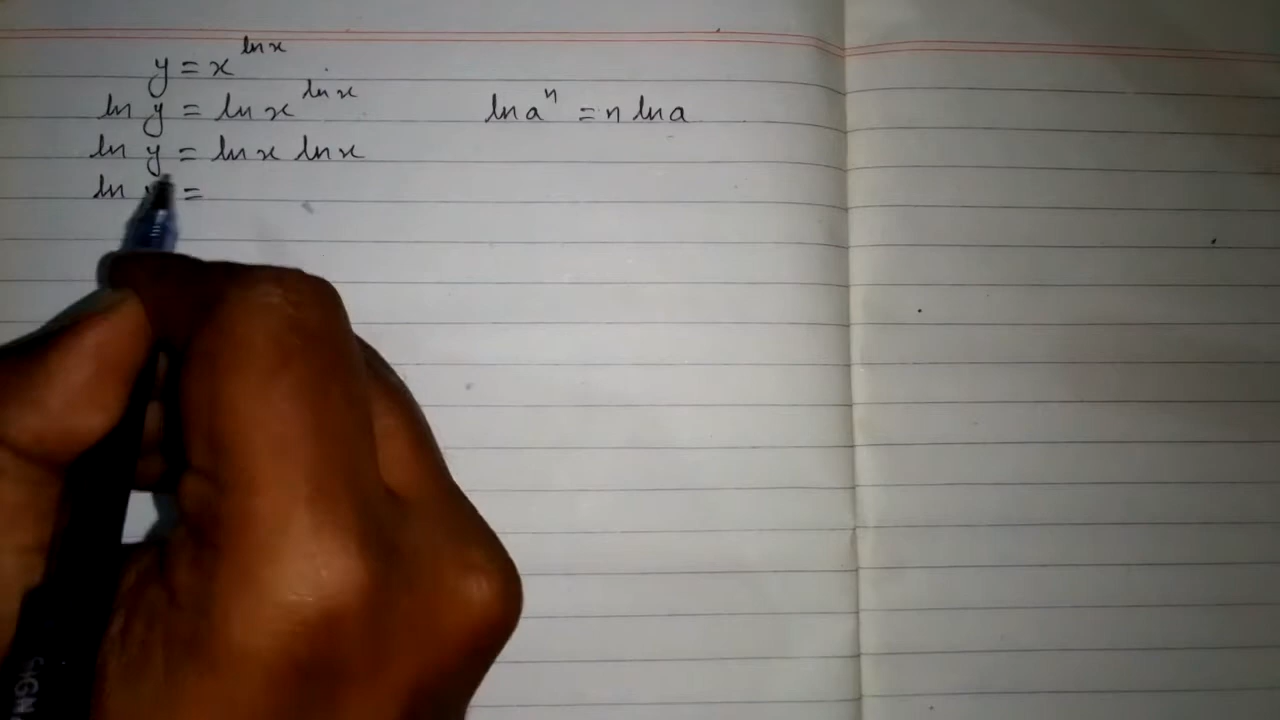 y = x^{ln x}
ln y = ln x^{ln x}
ln a^n = n ln a
ln y = ln x ln x
ln y =